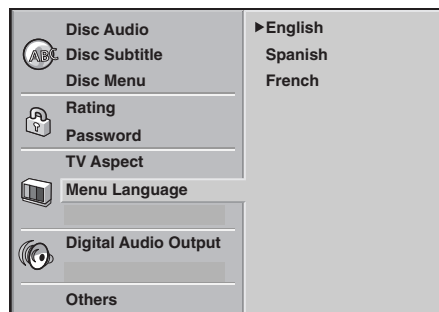 Disc Audio
Disc Subtitle
Disc Menu
Rating
Password
TV Aspect
Menu Language
Digital Audio Output
Others
▶English
Spanish
French
ABC